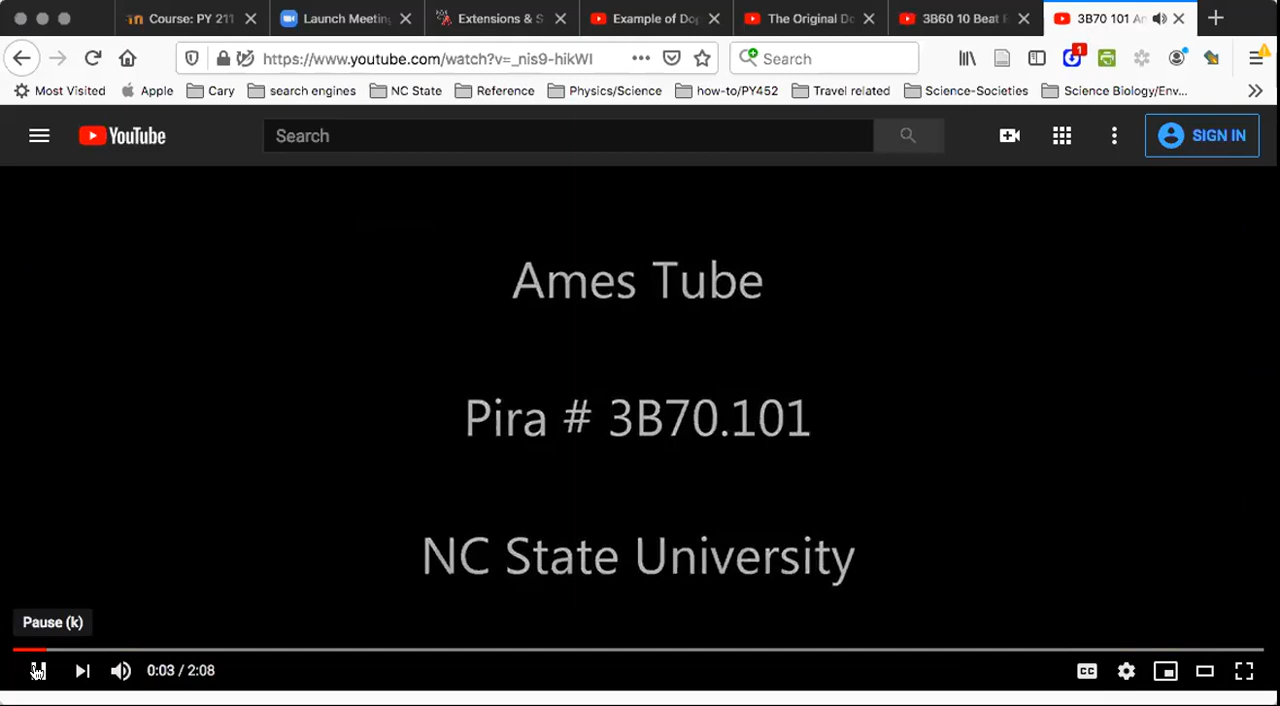 Course: PY 211
Launch Meeting
Extensions & S
Example of Dop
The Original Do
3B60 10 Beat F
3B70 101 An
https://www.youtube.com/watch?v=_nis9-hikWI
Search
1
Most Visited
Apple
Cary
search engines
NC State
Reference
Physics/Science
how-to/PY452
Travel related
Science-Societies
Science Biology/Env...
YouTube
Search
SIGN IN
Ames Tube
Pira # 3B70.101
NC State University
Pause (k)
0:03 / 2:08
CC